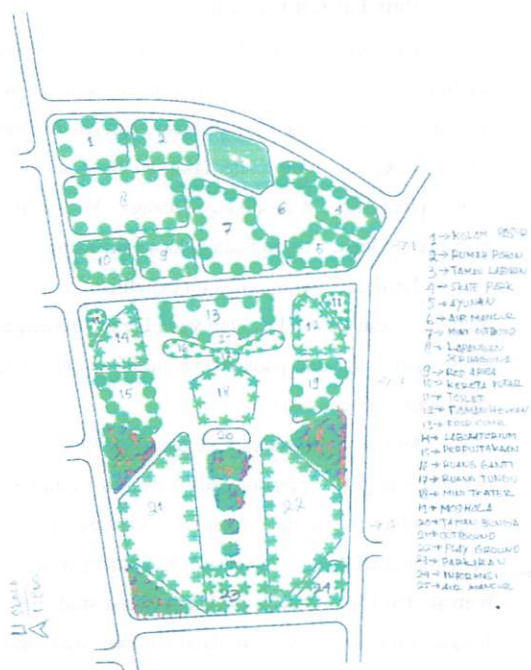 1
2
8
7
6
4
5
10
9
13
12
11
14
15
18
19
20
21
22
23
24
1 → KOLAM PASIR
2 → RUMAH POHON
3 → TAMAN LABIRIN
4 → SKATE PARK
5 → AYUNAN
6 → AIR MANCUR
7 → MINI OUTBOND
8 → LAPANGAN
SERBAGUNA
9 → RED AREA
10 → KERETA PUTAR
11 → TOILET
12 → TAMAN HEWAN
13 → FOOD COURT
14 → LABORATORIUM
15 → PERPUSTAKAAN
→ RUANG GANTI
17 → RUANG TUNGGU
18 → MINI TEATER
19 → MOSHOLA
20 → TAMAN BUNGA
21 → OUTBOUND
22 → PLAY GROUND
23 → PARKIRAN
24 → INFORMASI
25 → AIR MANCUR